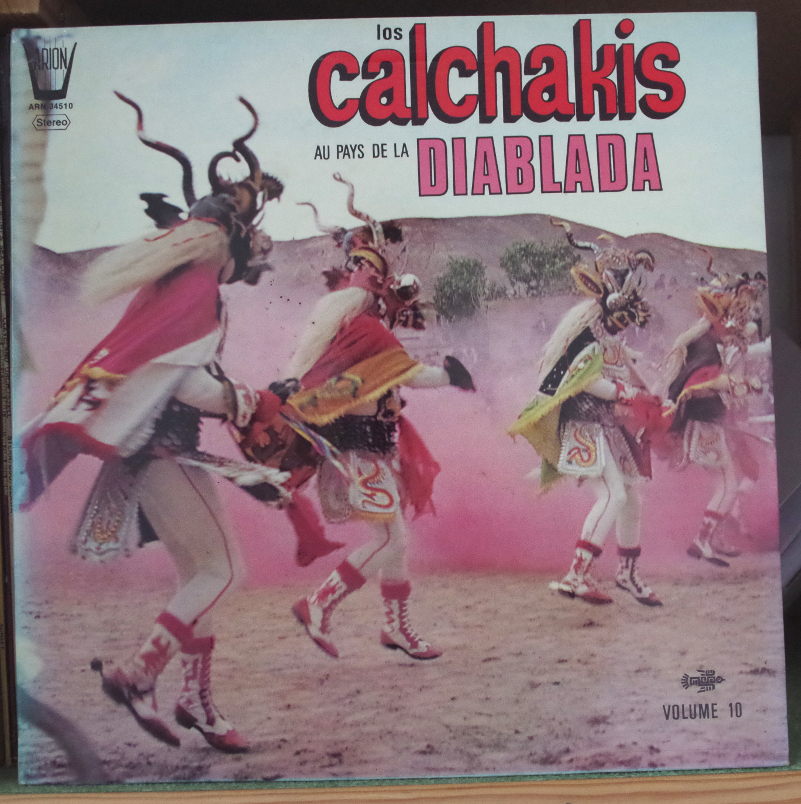 ARION
ARN 34510
Stereo
los
calchakis
AU PAYS DE LA DIABLADA
VOLUME 10